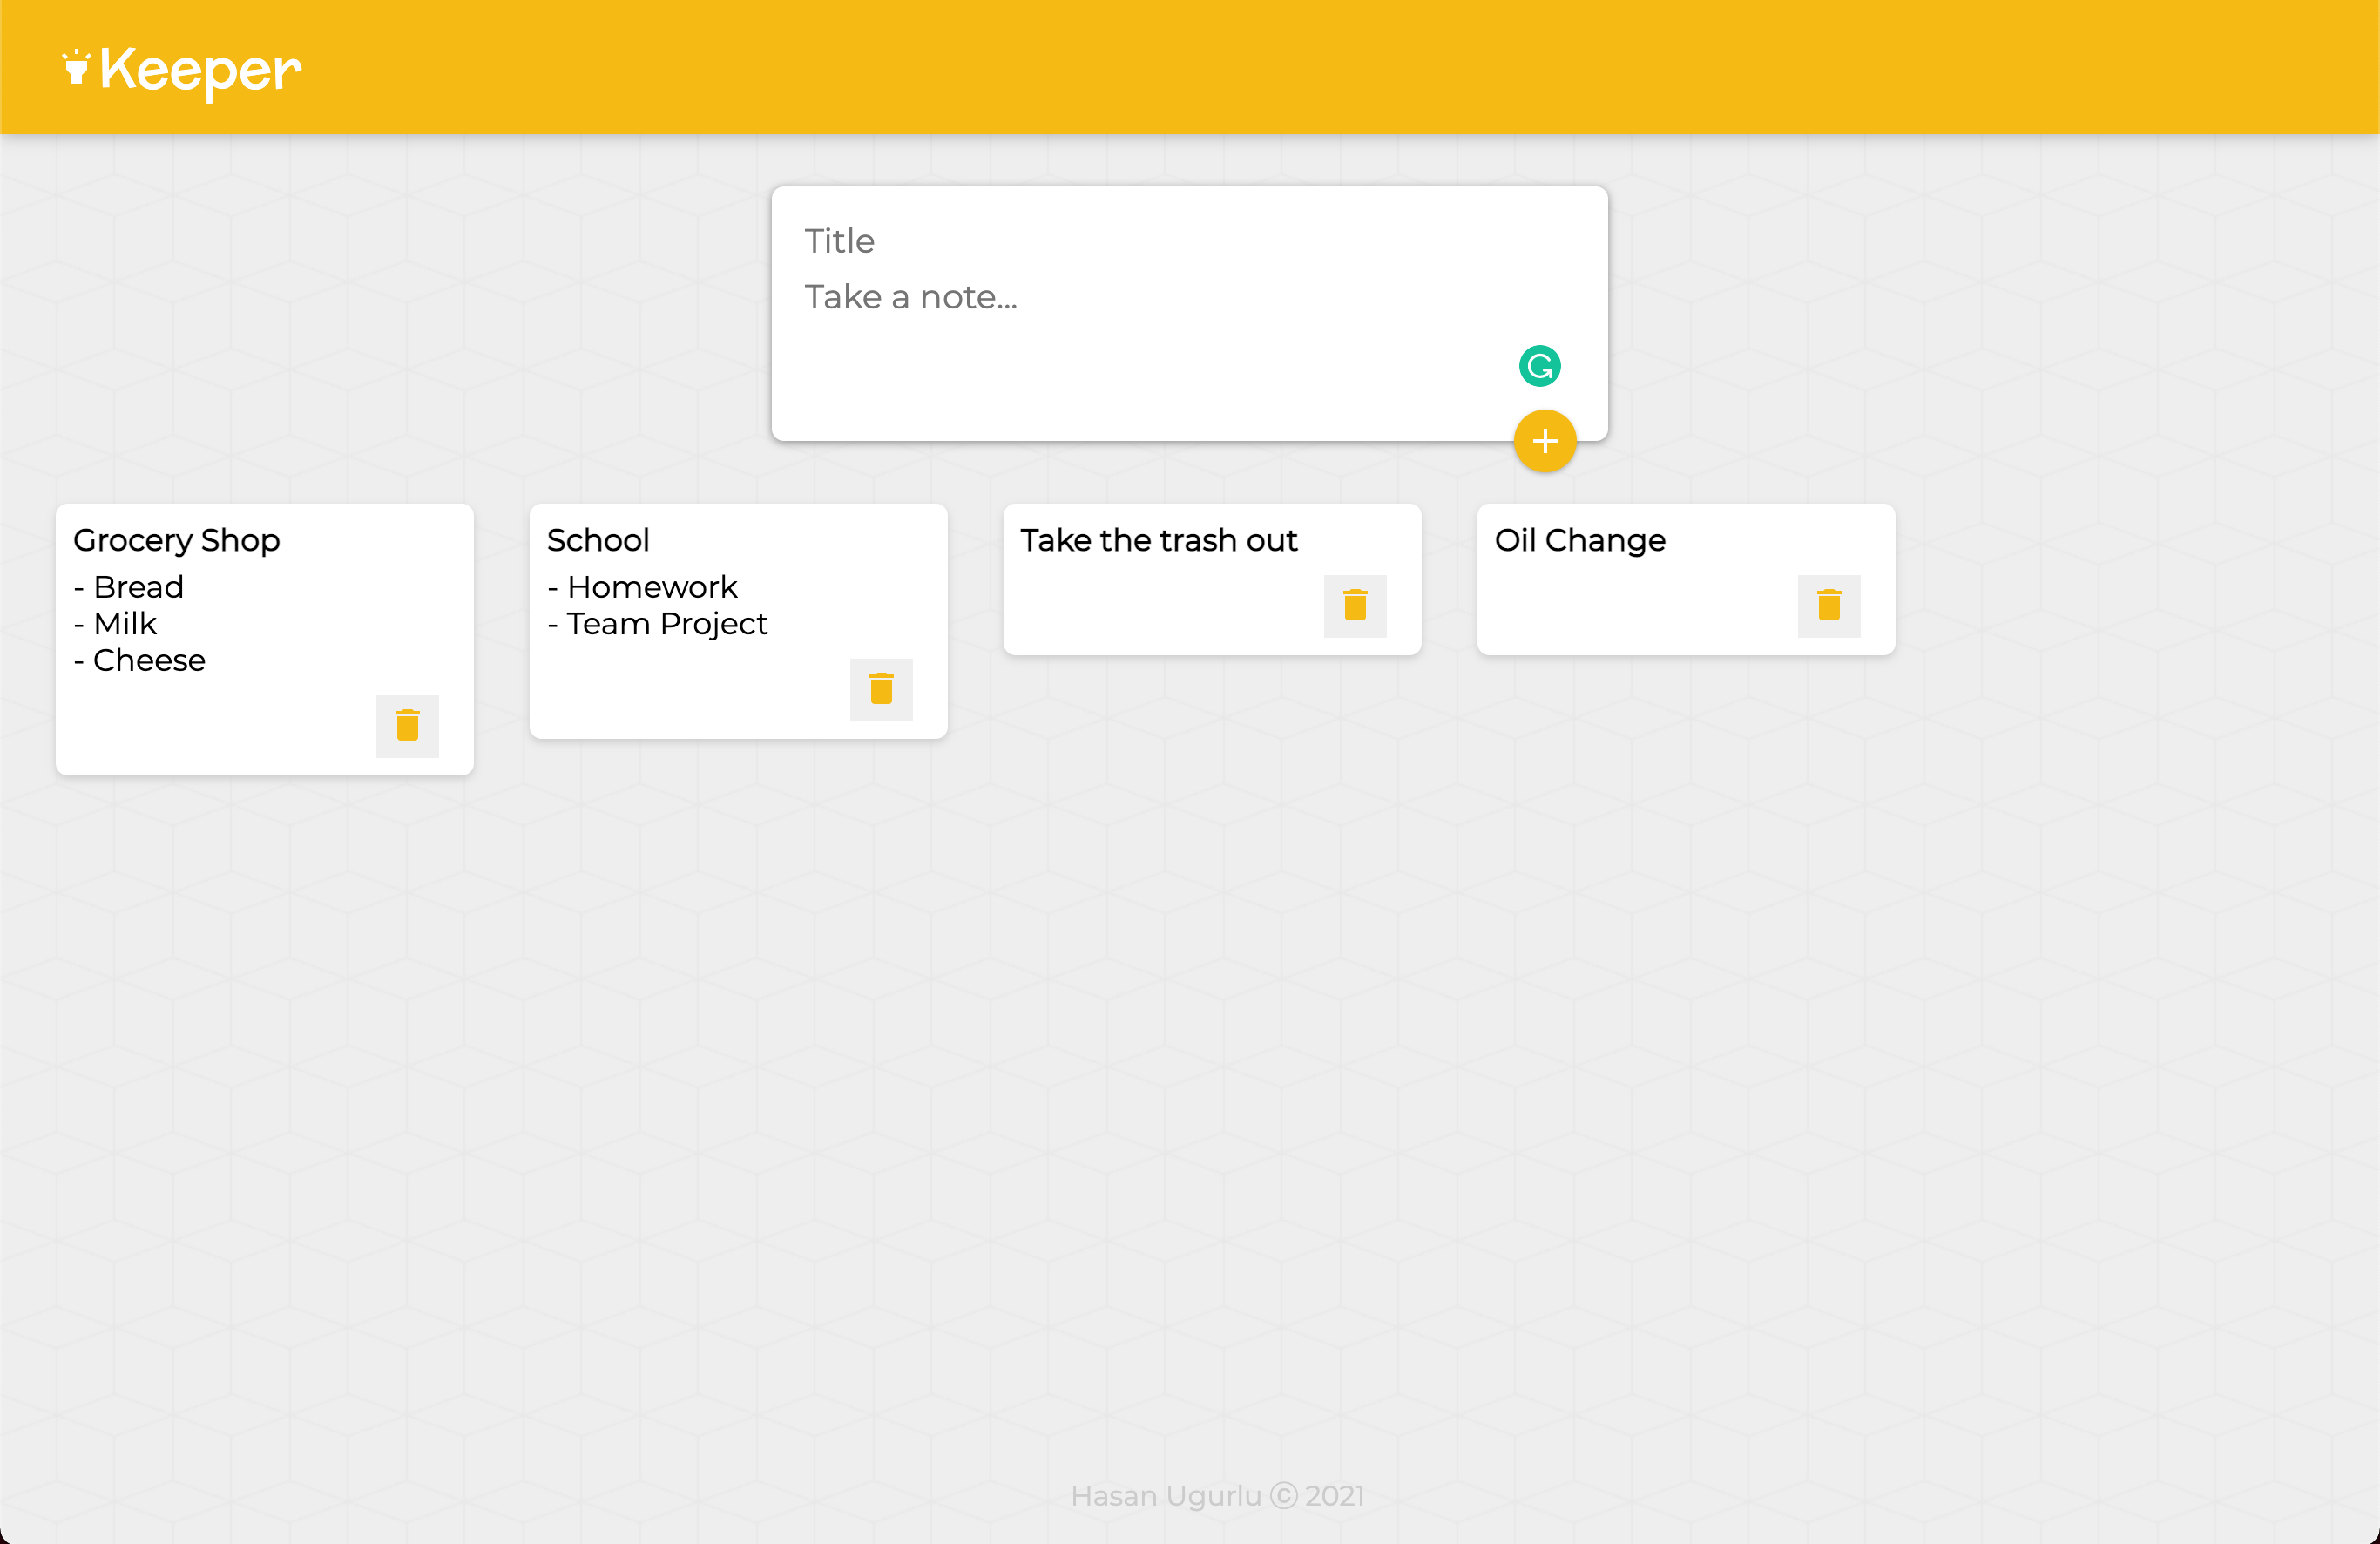 Keeper
Title
Take a note...
Grocery Shop
- Bread
- Milk
- Cheese
School
- Homework
- Team Project
Take the trash out
Oil Change
Hasan Ugurlu ⓒ 2021